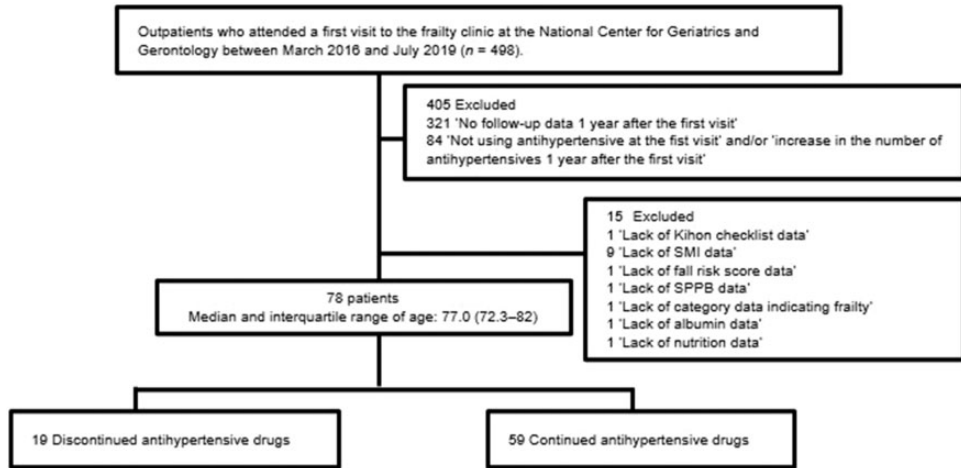 Outpatients who attended a first visit to the frailty clinic at the National Center for Geriatrics and
Gerontology between March 2016 and July 2019 (n = 498).
405 Excluded
321 'No follow-up data 1 year after the first visit'
84 'Not using antihypertensive at the fist visit' and/or 'increase in the number of
antihypertensives 1 year after the first visit'
15 Excluded
1 'Lack of Kihon checklist data'
9 'Lack of SMI data'
1 'Lack of fall risk score data'
1 'Lack of SPPB data'
1 'Lack of category data indicating frailty'
1 'Lack of albumin data'
1 'Lack of nutrition data'
78 patients
Median and interquartile range of age: 77.0 (72.3–82)
19 Discontinued antihypertensive drugs
59 Continued antihypertensive drugs